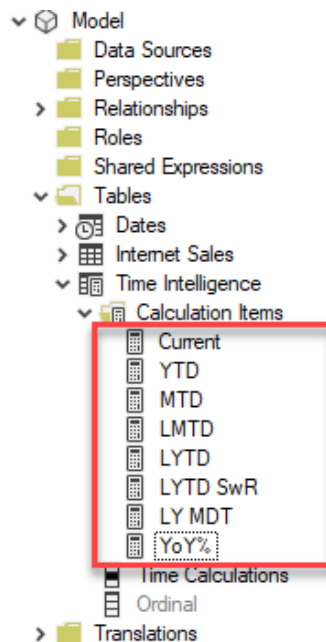 Model
Data Sources
Perspectives
Relationships
Roles
Shared Expressions
Tables
Dates
Internet Sales
Time Intelligence
Calculation Items
Current
YTD
MTD
LMTD
LYTD
LYTD SwR
LY MDT
YoY%
Time Calculations
Ordinal
Translations